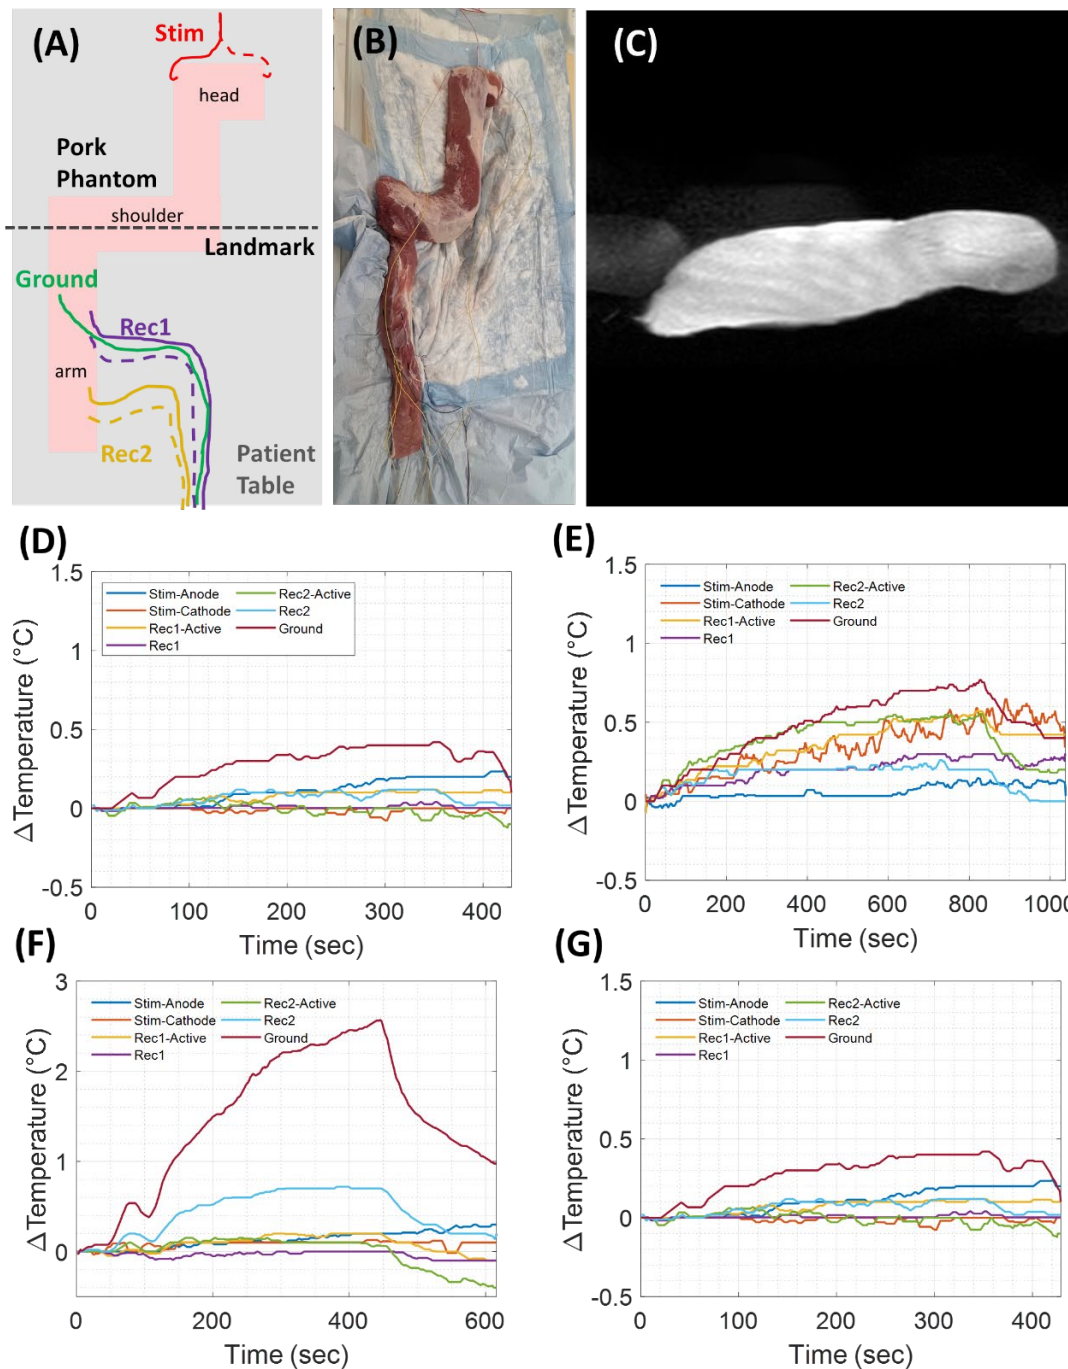 (A)
Stim
head
Pork
Phantom
shoulder
Landmark
Ground
Rec1
arm
Rec2
Patient
Table
(B)
(C)
(D)
1.5
1
0.5
0
-0.5
ΔTemperature (°C)
Stim-Anode
Stim-Cathode
Rec1-Active
Rec1
Rec2-Active
Rec2
Ground
0 100 200 300 400
Time (sec)
(E)
1.5
1
0.5
0
-0.5
ΔTemperature (°C)
Stim-Anode
Stim-Cathode
Rec1-Active
Rec1
Rec2-Active
Rec2
Ground
0 200 400 600 800 1000
Time (sec)
(F)
3
2
1
0
ΔTemperature (°C)
Stim-Anode
Stim-Cathode
Rec1-Active
Rec1
Rec2-Active
Rec2
Ground
0 200 400 600
Time (sec)
(G)
1.5
1
0.5
0
-0.5
ΔTemperature (°C)
Stim-Anode
Stim-Cathode
Rec1-Active
Rec1
Rec2-Active
Rec2
Ground
0 100 200 300 400
Time (sec)